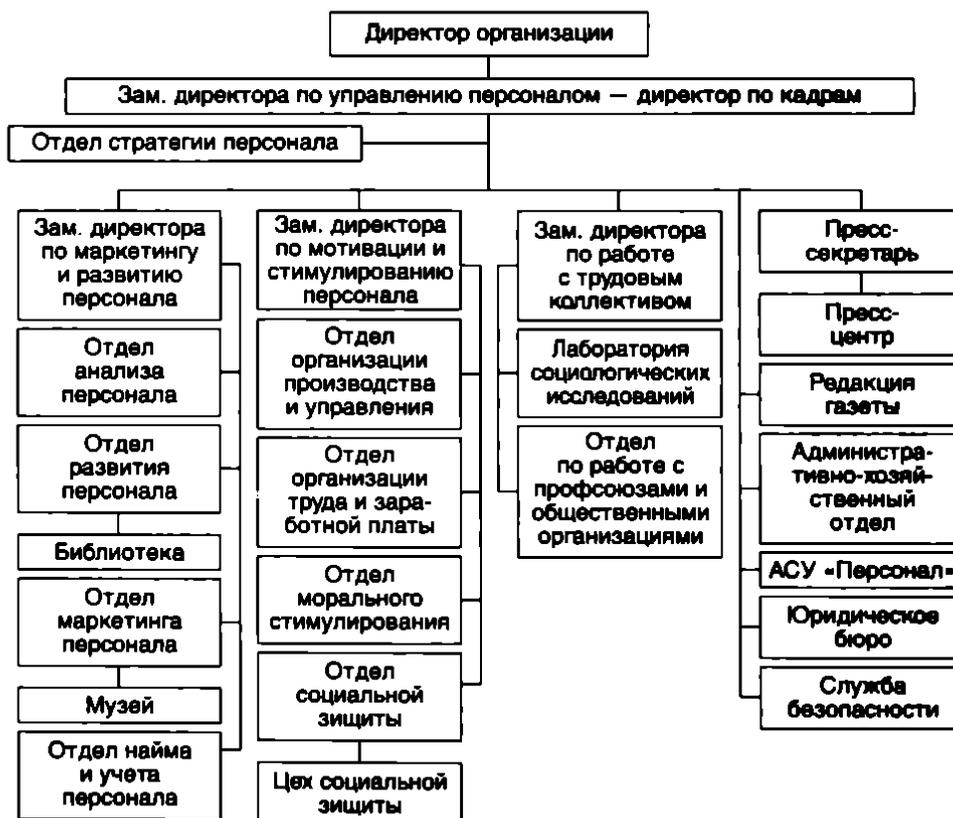 Директор организации
Зам. директора по управлению персоналом — директор по кадрам
Отдел стратегии персонала
Зам. директора
по маркетингу
и развитию
персонала
Отдел
анализа
персонала
Отдел
развития
персонала
Библиотека
Отдел
маркетинга
персонала
Музей
Отдел найма
и учета
персонала
Зам. директора
по мотивации и
стимулированию
персонала
Отдел
организации
производства
и управления
Отдел
организации
труда и зара-
ботной платы
Отдел
морального
стимулирования
Отдел
социальной
зищиты
Цех социальной
зищиты
Зам. директора
по работе
с трудовым
коллективом
Лаборатория
социологических
исследований
Отдел
по работе с
профсоюзами и
общественными
организациями
Пресс-
секретарь
Пресс-
центр
Редакция
газеты
Администра-
тивно-хозяй-
ственный
отдел
АСУ «Персонал»
Юридическое
бюро
Служба
безопасности